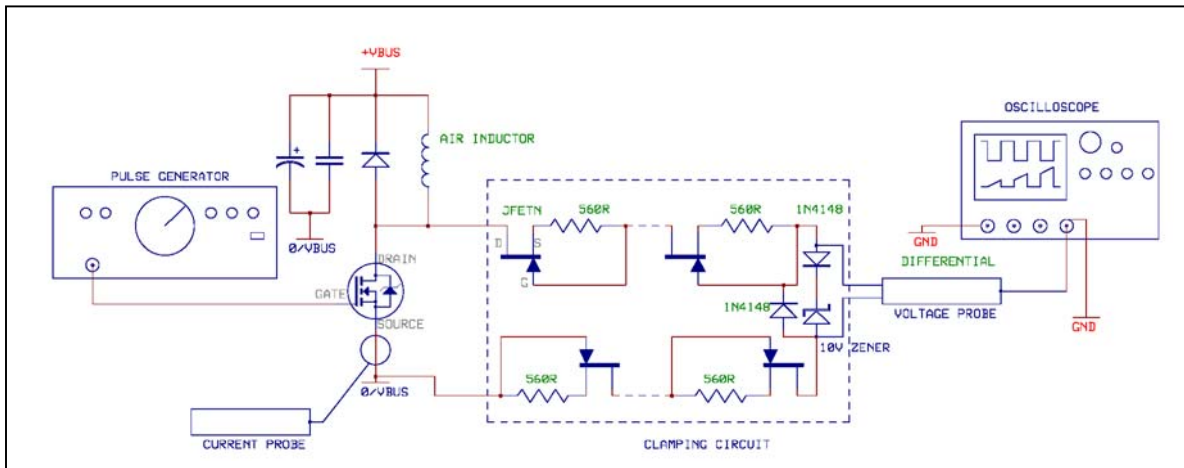 +VBUS
OSCILLOSCOPE
AIR INDUCTOR
PULSE GENERATOR
+
JFETN
560R
560R
1N4148
D
S
G
0/VBUS
GND
DRAIN
GATE
SOURCE
DIFFERENTIAL
VOLTAGE PROBE
1N4148
GND
10V ZENER
560R
560R
0/VBUS
CURRENT PROBE
CLAMPING CIRCUIT